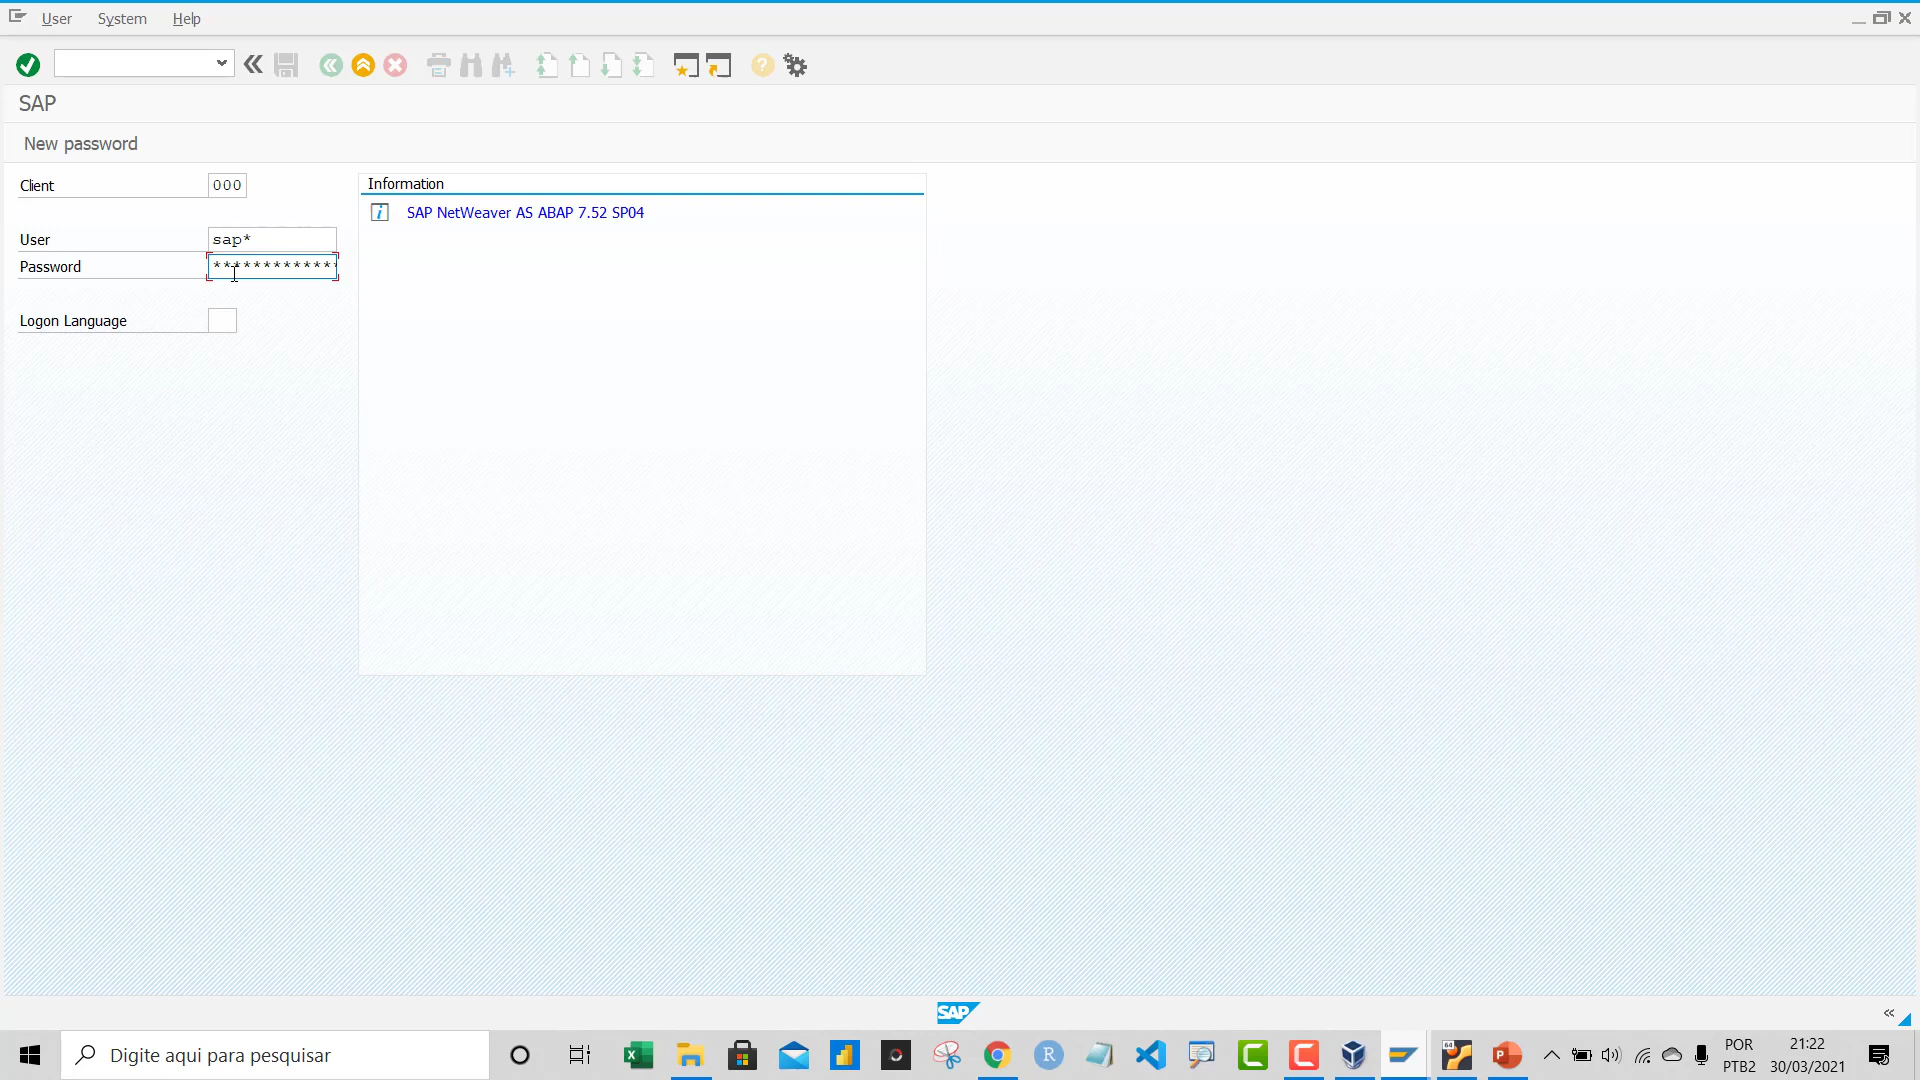 User System Help
SAP
New password
Client 000
User sap*
Password *************
Logon Language
Information
i SAP NetWeaver AS ABAP 7.52 SP04
SAP
«
Digite aqui para pesquisar
R
64
POR
PTB2
21:22
30/03/2021